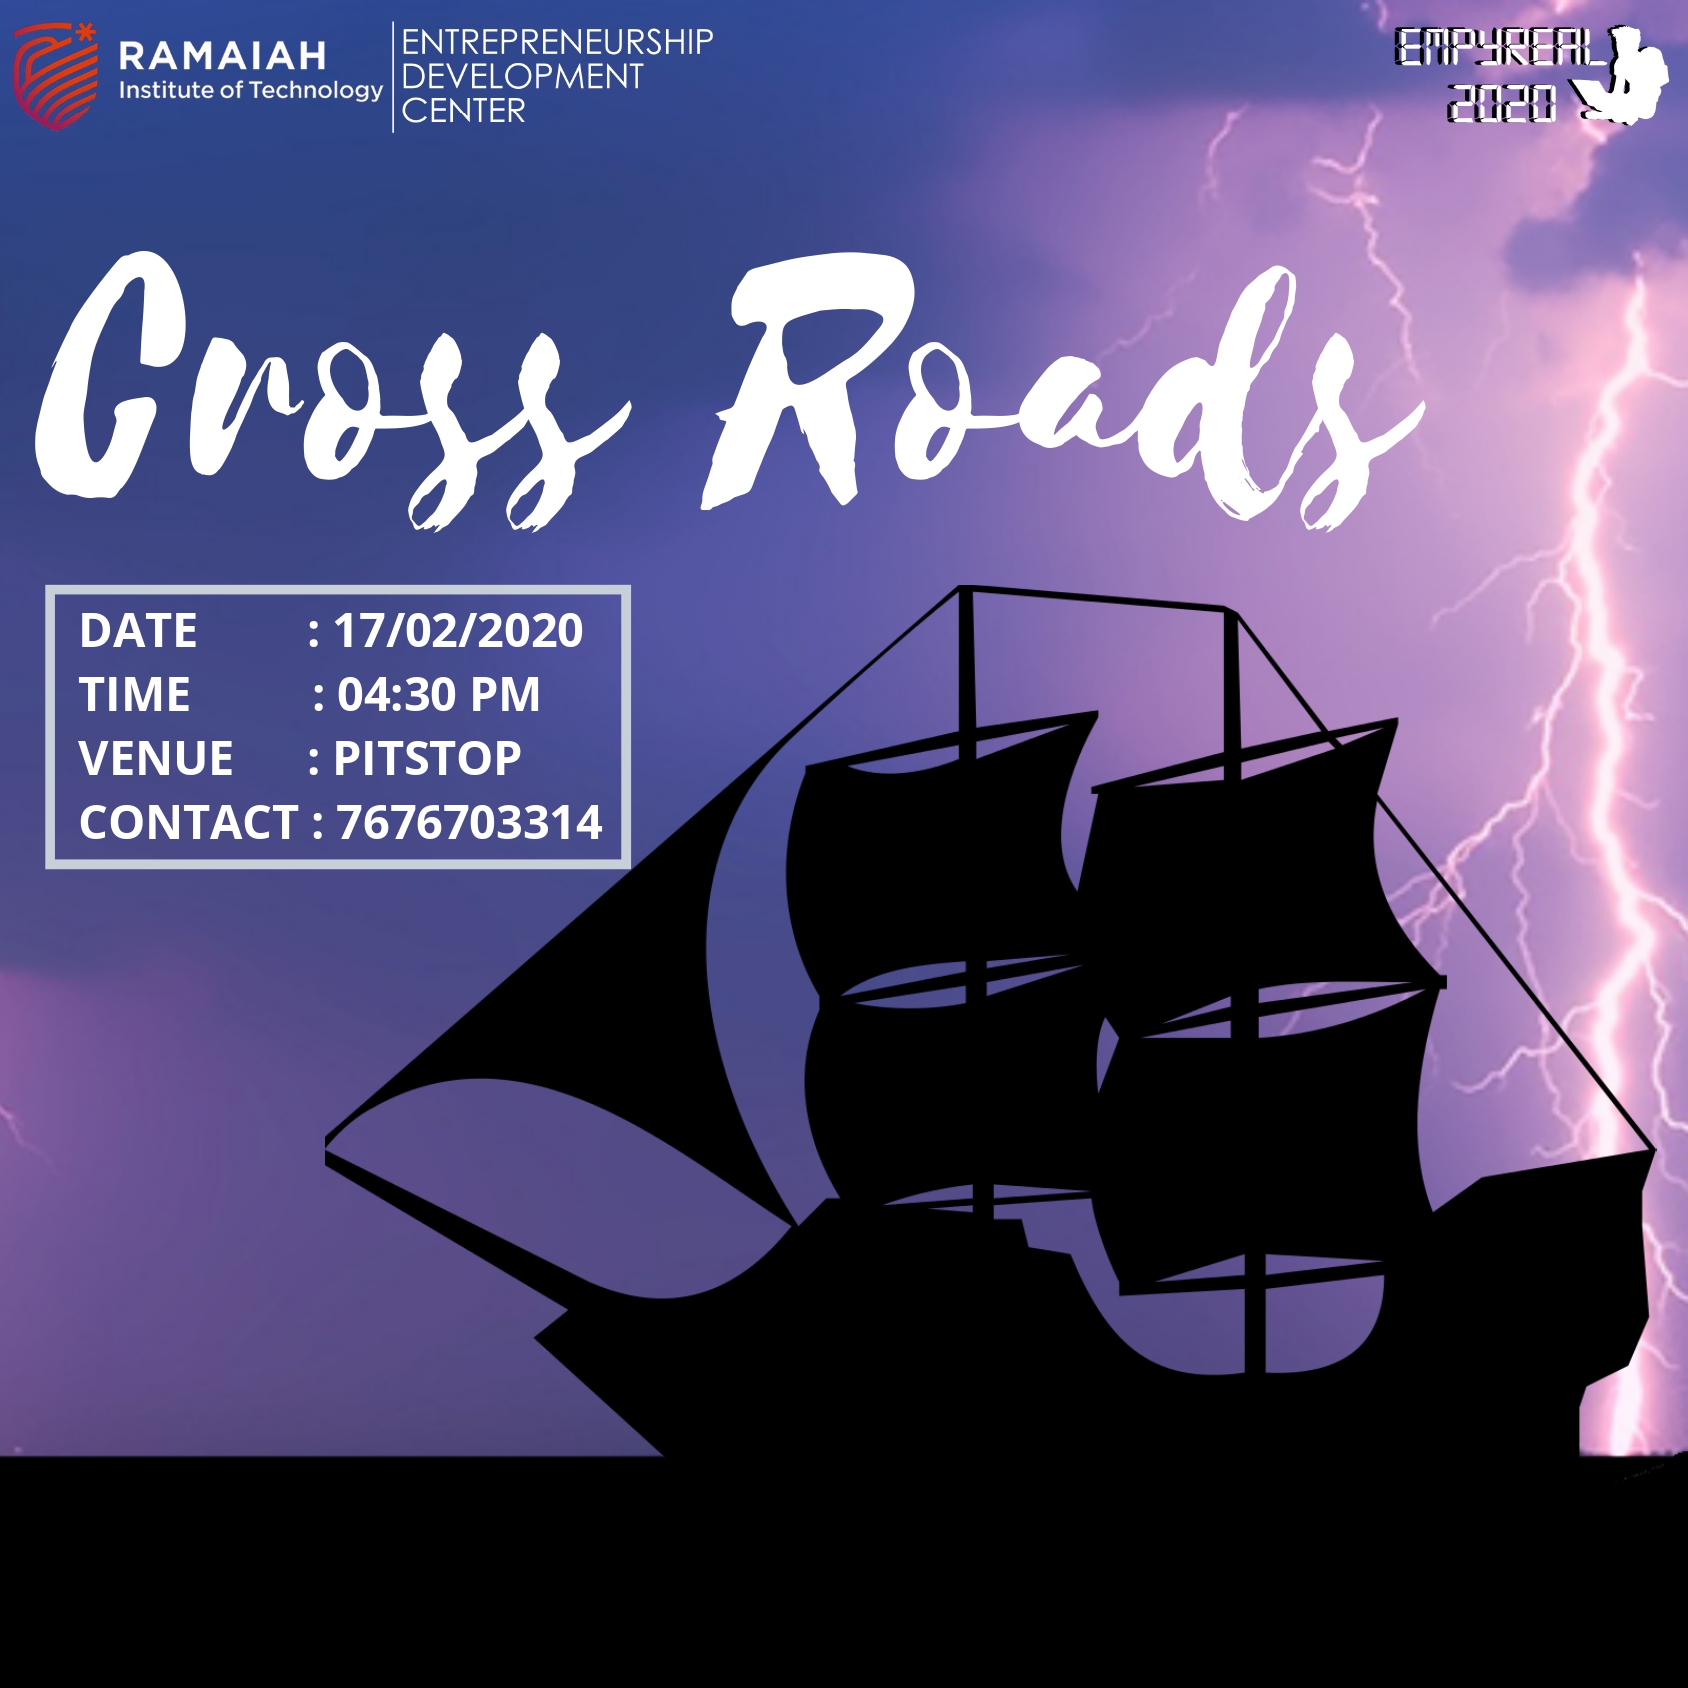 RAMAIAH
Institute of Technology
ENTREPRENEURSHIP
DEVELOPMENT
CENTER
EMPYREAL
2020
Cross Roads
DATE : 17/02/2020
TIME : 04:30 PM
VENUE : PITSTOP
CONTACT : 7676703314